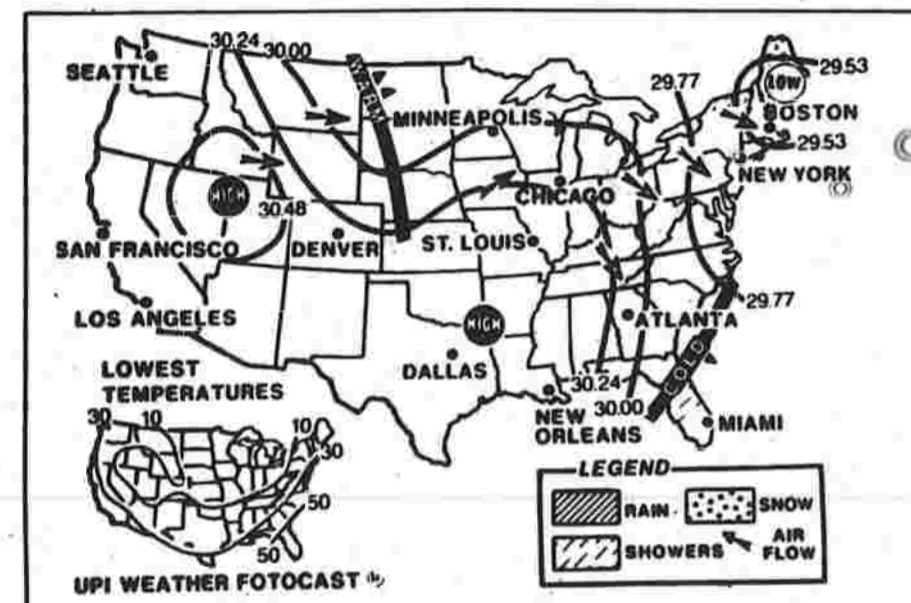 30.24
30.00
SEATTLE
WARM
MINNEAPOLIS
29.77
LOW
29.53
BOSTON
29.53
NEW YORK
CHICAGO
HIGH
30.48
SAN FRANCISCO
DENVER
ST. LOUIS
LOS ANGELES
HIGH
29.77
ATLANTA
COLD
DALLAS
30.24
30.00
NEW
ORLEANS
MIAMI
LOWEST
TEMPERATURES
30
10
10
30
50
50
UPI WEATHER FOTOCAST
LEGEND
RAIN
SNOW
SHOWERS
AIR
FLOW